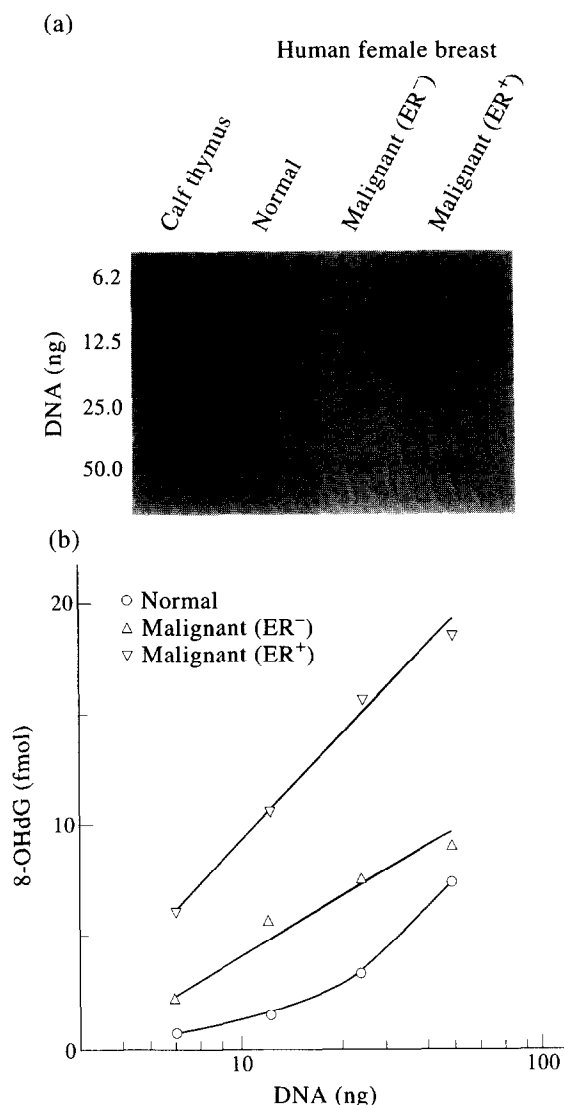 (a)
Human female breast
Calf thymus
Normal
Malignant (ER⁻)
Malignant (ER⁺)
DNA (ng)
6.2
12.5
25.0
50.0
(b)
Normal
Malignant (ER⁻)
Malignant (ER⁺)
8-OHdG (fmol)
20
10
0
10
100
DNA (ng)